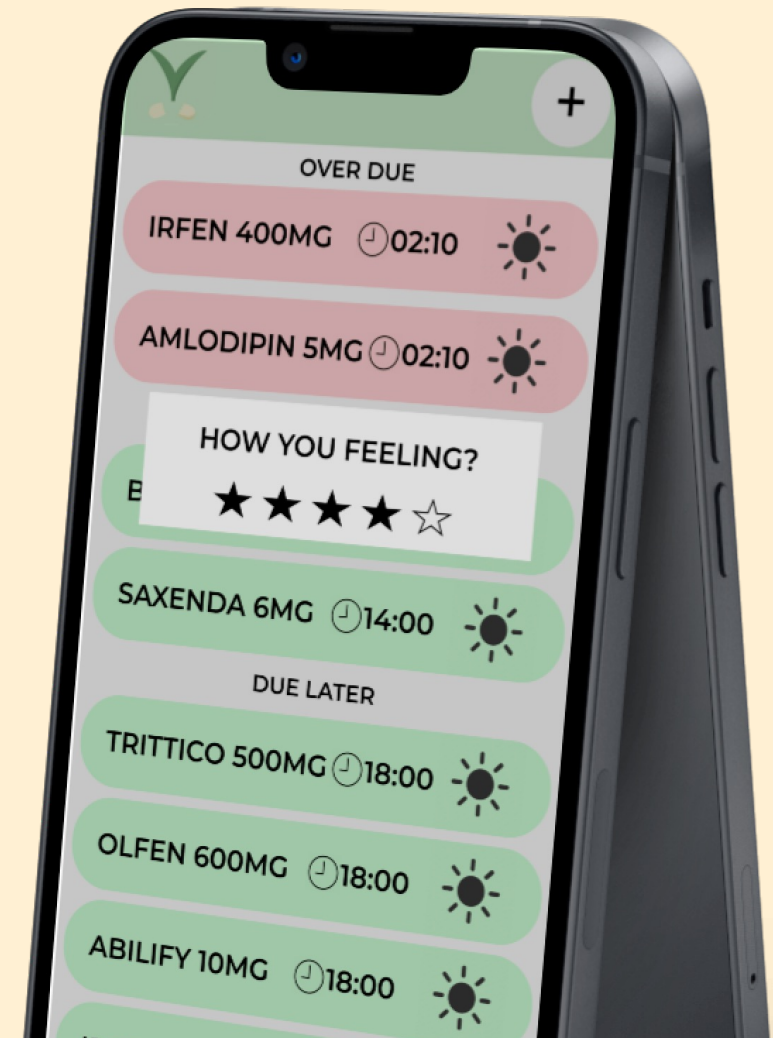 +
OVER DUE
IRFEN 400MG 02:10
AMLODIPIN 5MG 02:10
HOW YOU FEELING?
★★★★☆
B
SAXENDA 6MG 14:00
DUE LATER
TRITTICO 500MG 18:00
OLFEN 600MG 18:00
ABILIFY 10MG 18:00